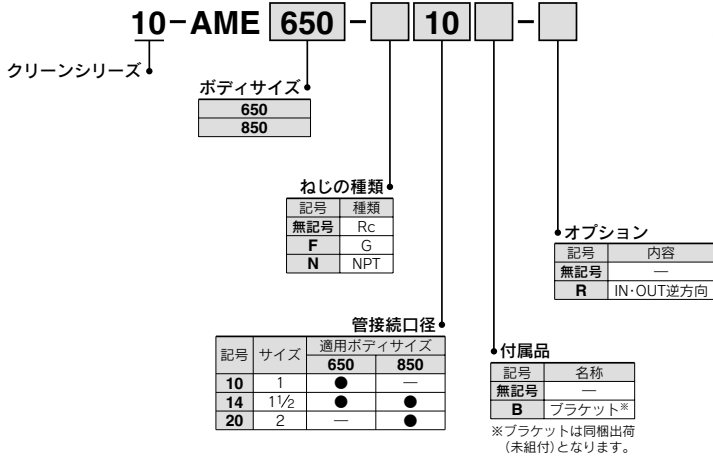 10-AME 650 - 10 -
クリーンシリーズ
ボディサイズ
650
850
ねじの種類
記号 種類
無記号 Rc
F G
N NPT
オプション
記号 内容
無記号 —
R IN・OUT逆方向
管接続口径
記号 サイズ 適用ボディサイズ
650 850
10 1 ● —
14 1 1/2 ● ●
20 2 — ●
付属品
記号 名称
無記号 —
B ブラケット※
※ブラケットは同梱出荷
(未組付)となります。